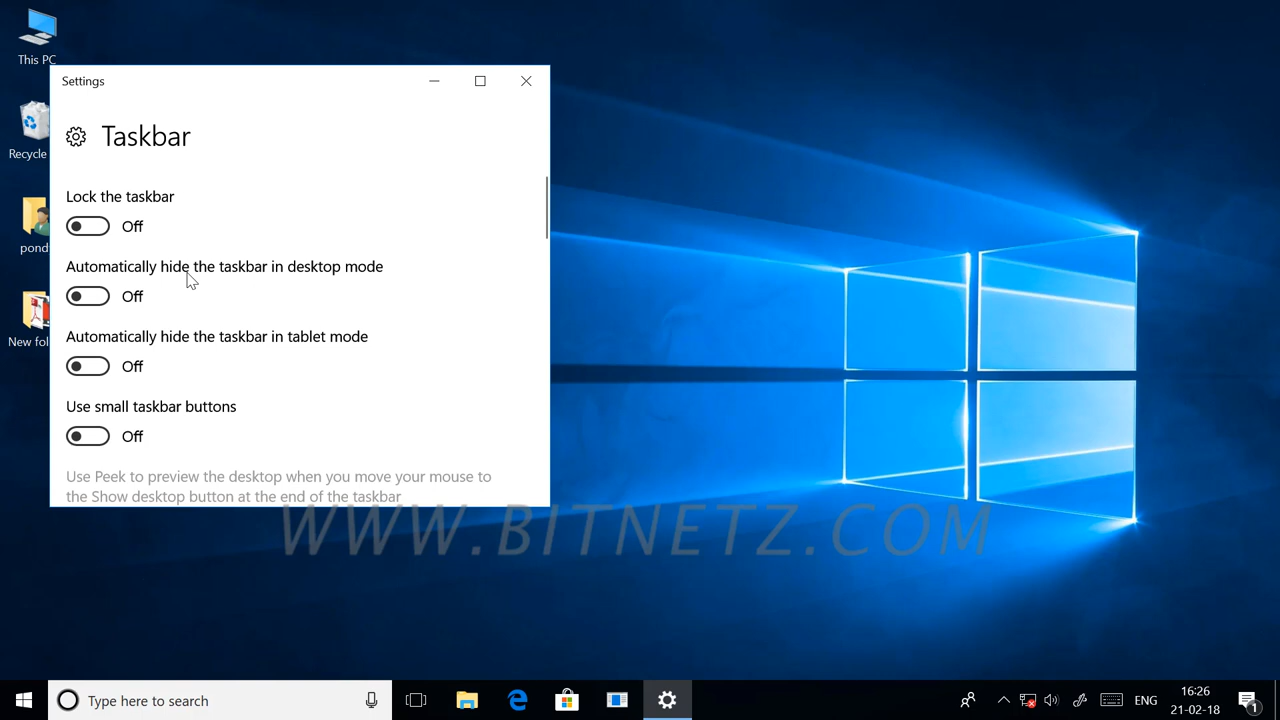 This PC
Settings
Taskbar
Recycle
Lock the taskbar
Off
Automatically hide the taskbar in desktop mode
Off
pond
Automatically hide the taskbar in tablet mode
New fol
Off
Use small taskbar buttons
Off
Use Peek to preview the desktop when you move your mouse to
the Show desktop button at the end of the taskbar
WWW.BITNETZ.COM
Type here to search
ENG
16:26
21-02-18
1